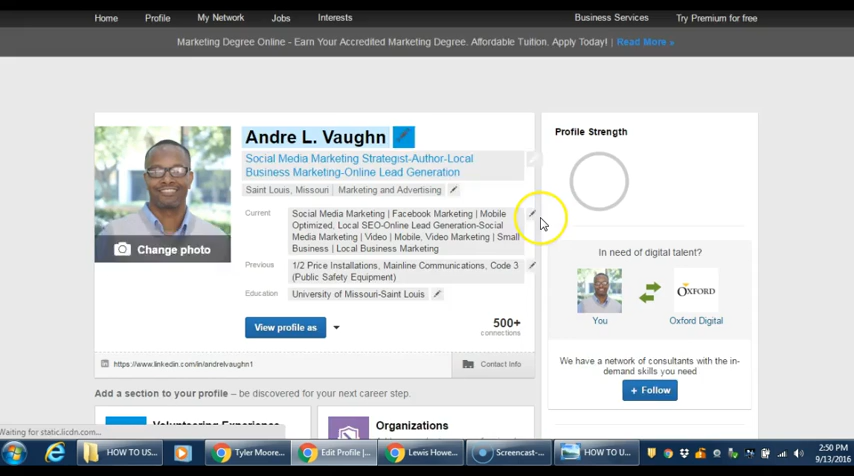 Home Profile My Network Jobs Interests Business Services Try Premium for free
Marketing Degree Online - Earn Your Accredited Marketing Degree. Affordable Tuition. Apply Today! | Read More »
Andre L. Vaughn
Social Media Marketing Strategist-Author-Local
Business Marketing-Online Lead Generation
Saint Louis, Missouri | Marketing and Advertising
Current Social Media Marketing | Facebook Marketing | Mobile
Optimized, Local SEO-Online Lead Generation-Social
Media Marketing | Video | Mobile, Video Marketing | Small
Business | Local Business Marketing
Previous 1/2 Price Installations, Mainline Communications, Code 3
(Public Safety Equipment)
Education University of Missouri-Saint Louis
Change photo
View profile as
500+
connections
https://www.linkedin.com/in/andrelvaughn1
Contact Info
Add a section to your profile – be discovered for your next career step.
Volunteering Experience
Organizations
Profile Strength
In need of digital talent?
OXFORD
You Oxford Digital
We have a network of consultants with the in-
demand skills you need
+ Follow
Waiting for static.licdn.com...
HOW TO US... Tyler Moore... Edit Profile |... Lewis Howe... Screencast-... HOW TO U...
2:50 PM
9/13/2016